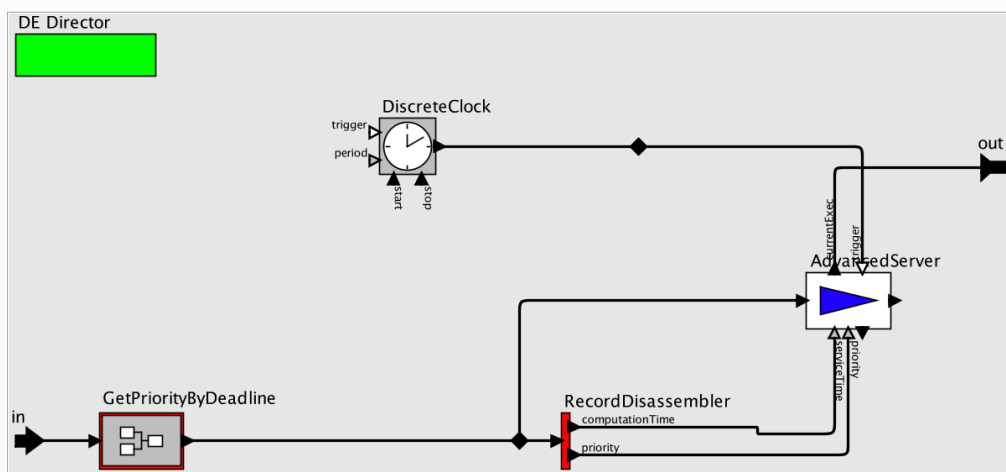 DE Director
DiscreteClock
trigger
period
start
stop
out
currentExec
trigger
AdvancedServer
serviceTime
priority
GetPriorityByDeadline
in
RecordDisassembler
computationTime
priority